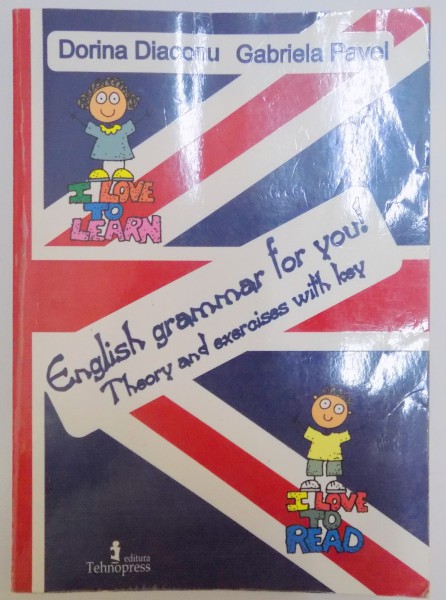 Dorina Diaconu Gabriela Pavel
I LOVE
TO
LEARN
English grammar for you!
Theory and exercises with key
I LOVE
TO
READ
editura
Tehnopress